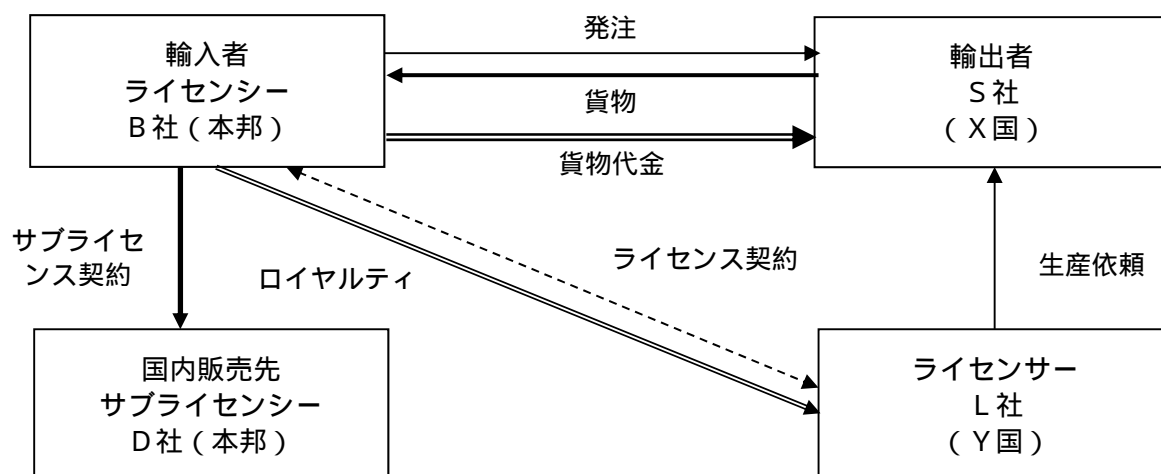 輸入者
ライセンシー
Ｂ社（本邦）
発注
貨物
貨物代金
輸出者
Ｓ社
（Ｘ国）
サブライセ
ンス契約
ロイヤルティ
ライセンス契約
生産依頼
国内販売先
サブライセンシー
Ｄ社（本邦）
ライセンサー
Ｌ社
（Ｙ国）